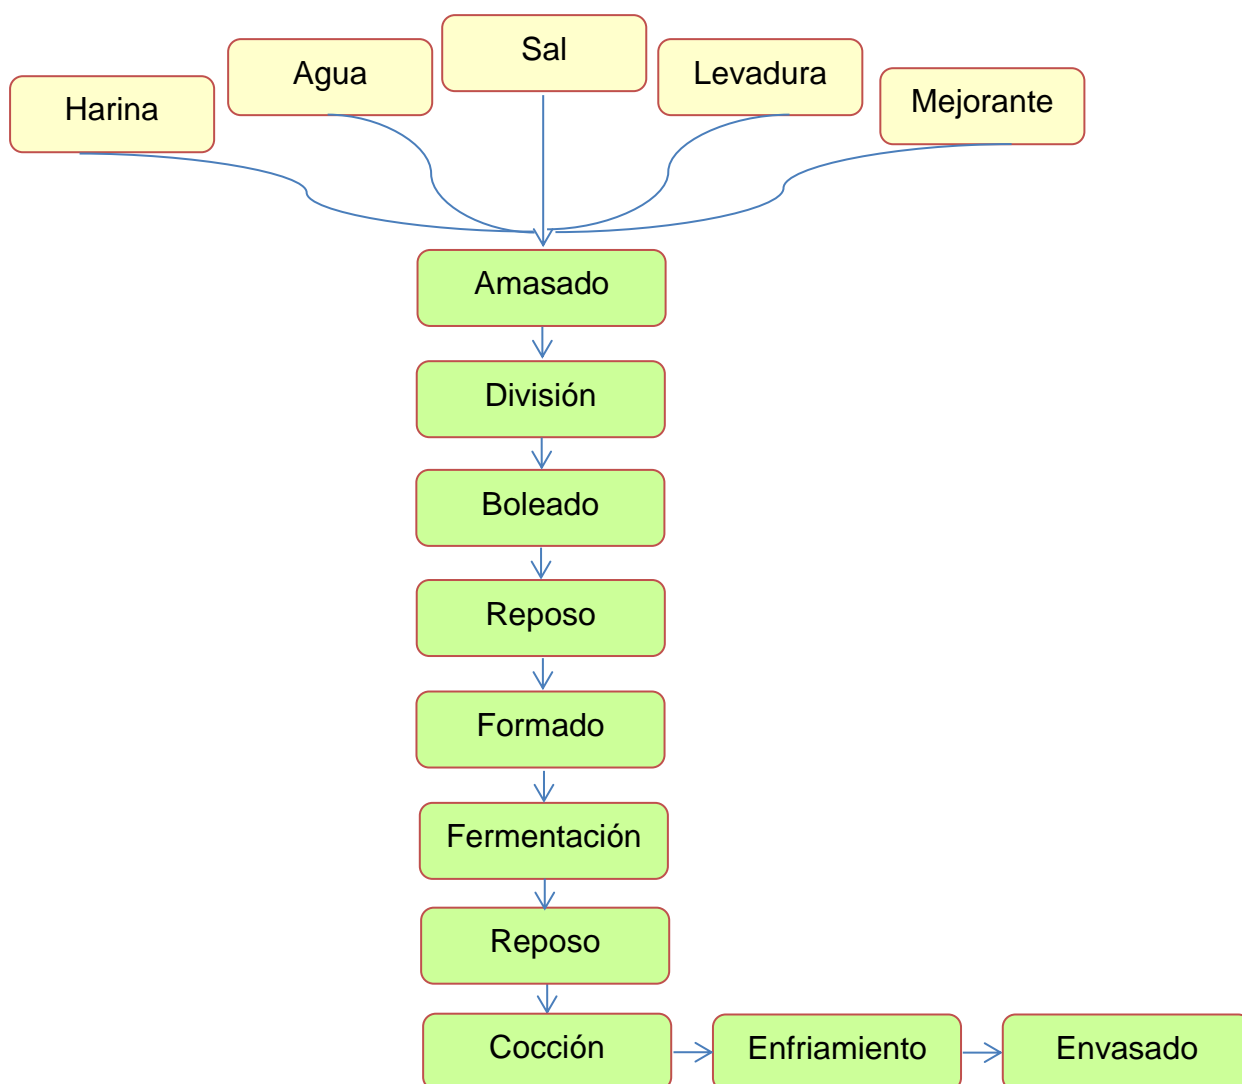 Harina
Agua
Sal
Levadura
Mejorante
Amasado
División
Boleado
Reposo
Formado
Fermentación
Reposo
Cocción
Enfriamiento
Envasado